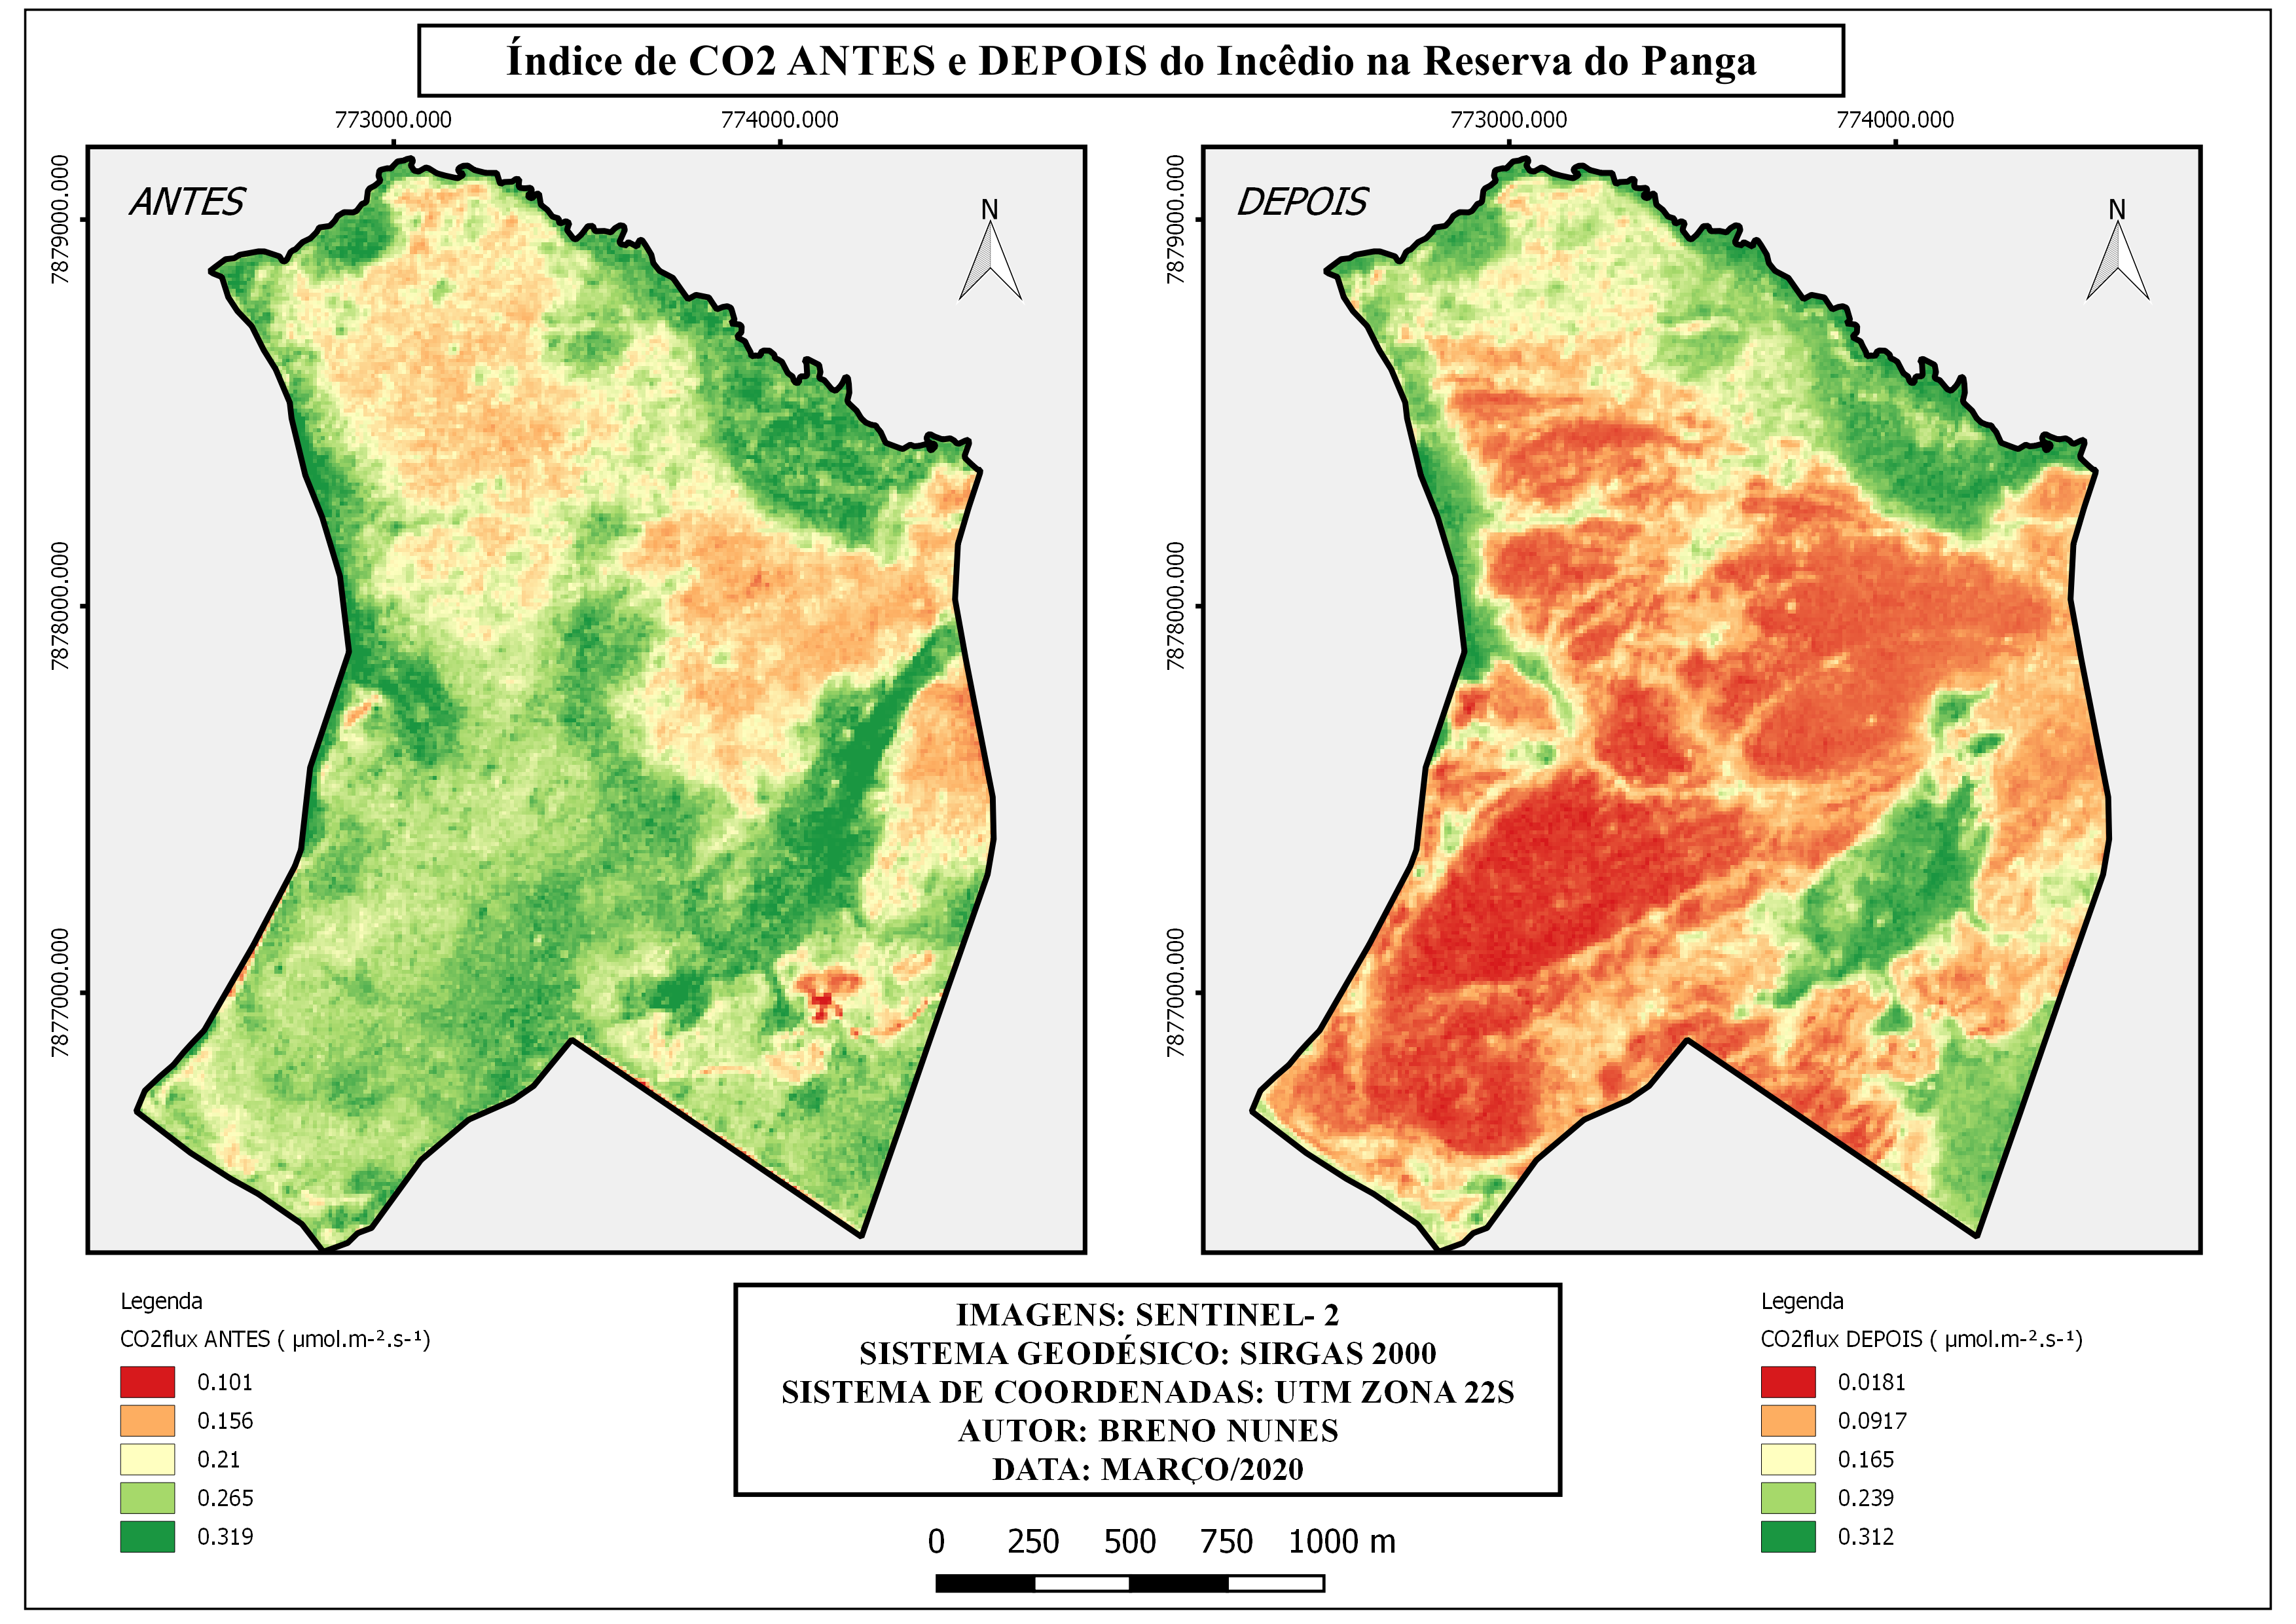 Índice de CO2 ANTES e DEPOIS do Incêdio na Reserva do Panga
773000.000
774000.000
773000.000
774000.000
7879000.000
7878000.000
7877000.000
ANTES
N
7879000.000
7878000.000
7877000.000
DEPOIS
N
Legenda
CO2flux ANTES ( µmol.m-².s-¹)
0.101
0.156
0.21
0.265
0.319
IMAGENS: SENTINEL- 2
SISTEMA GEODÉSICO: SIRGAS 2000
SISTEMA DE COORDENADAS: UTM ZONA 22S
AUTOR: BRENO NUNES
DATA: MARÇO/2020
0 250 500 750 1000 m
Legenda
CO2flux DEPOIS ( µmol.m-².s-¹)
0.0181
0.0917
0.165
0.239
0.312